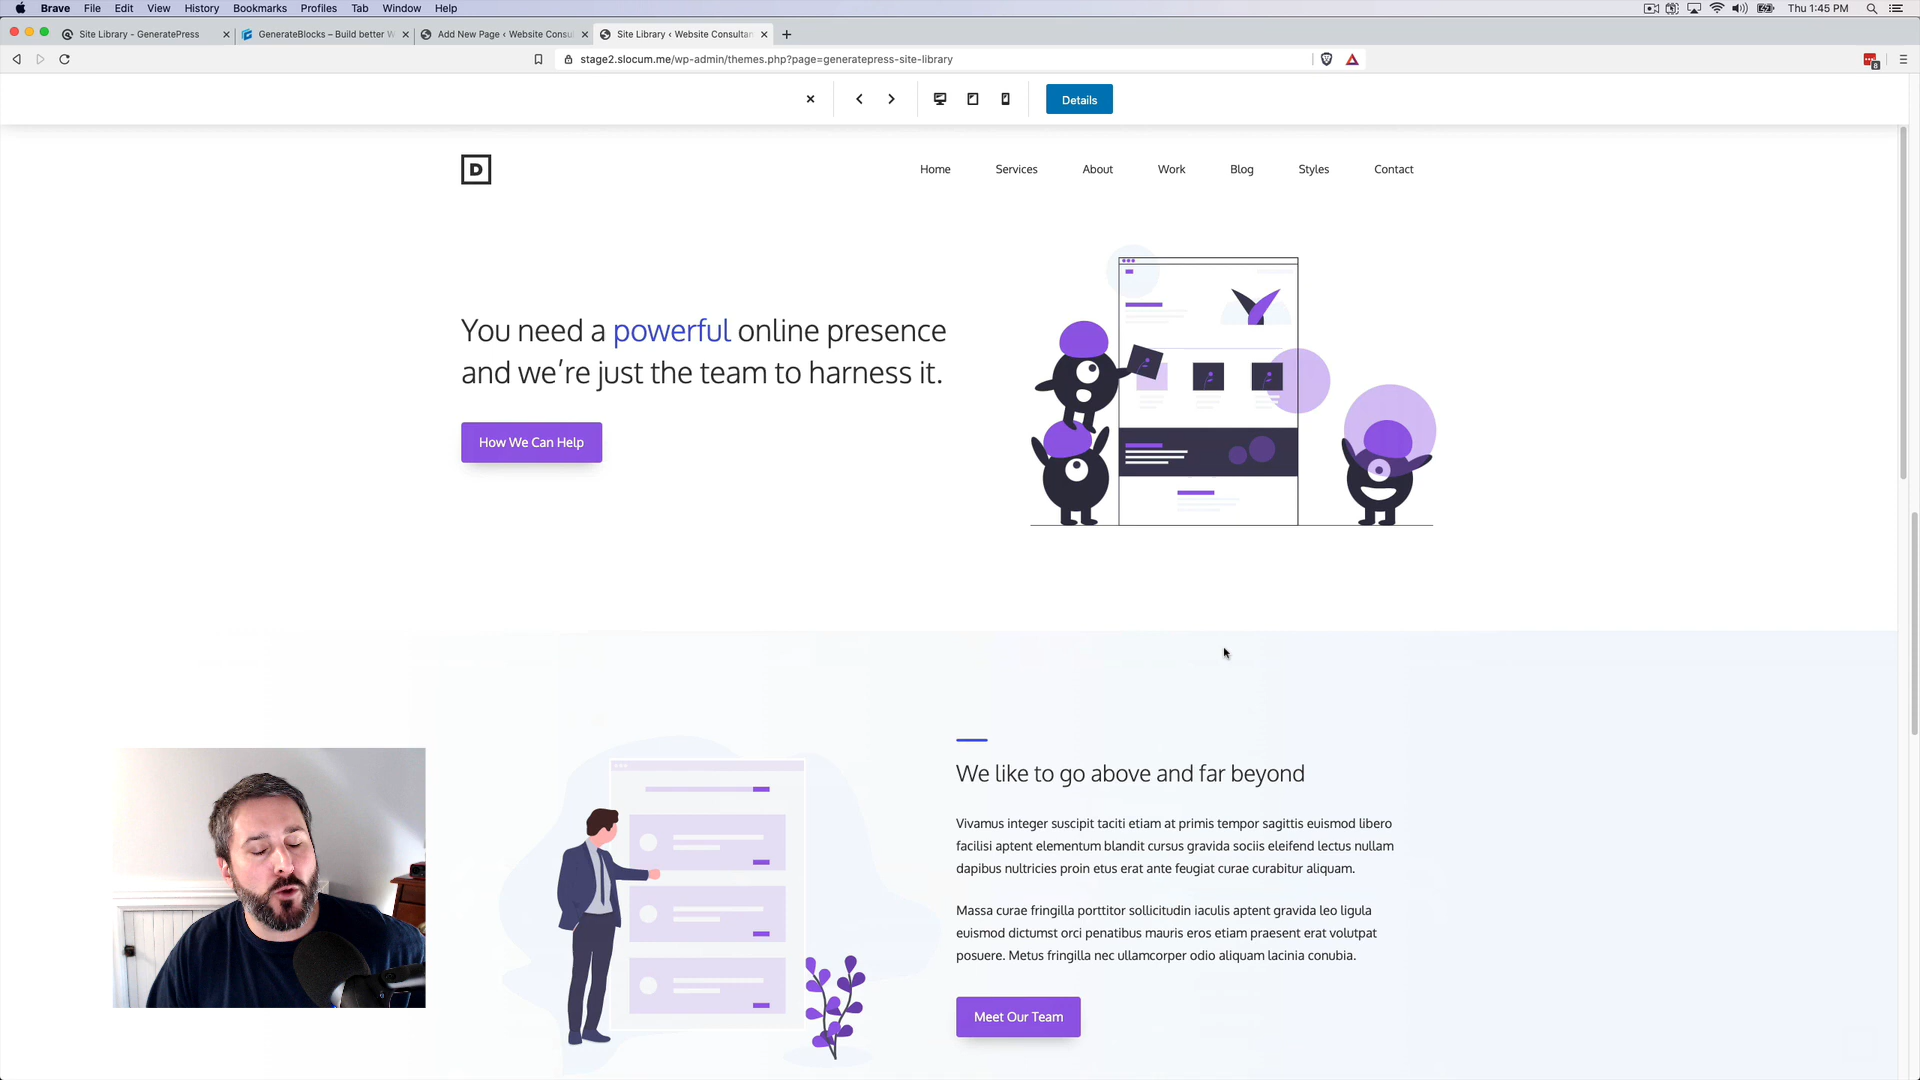 Brave File Edit View History Bookmarks Profiles Tab Window Help Thu 1:45 PM
Site Library - GeneratePress GenerateBlocks – Build better W Add New Page ‹ Website Consul Site Library ‹ Website Consultan
stage2.slocum.me/wp-admin/themes.php?page=generatepress-site-library
Details
D Home Services About Work Blog Styles Contact
You need a powerful online presence
and we're just the team to harness it.
How We Can Help
We like to go above and far beyond
Vivamus integer suscipit taciti etiam at primis tempor sagittis euismod libero
facilisi aptent elementum blandit cursus gravida sociis eleifend lectus nullam
dapibus nultricies proin etus erat ante feugiat curae curabitur aliquam.
Massa curae fringilla porttitor sollicitudin iaculis aptent gravida leo ligula
euismod dictumst orci penatibus mauris eros etiam praesent erat volutpat
posuere. Metus fringilla nec ullamcorper odio aliquam lacinia conubia.
Meet Our Team